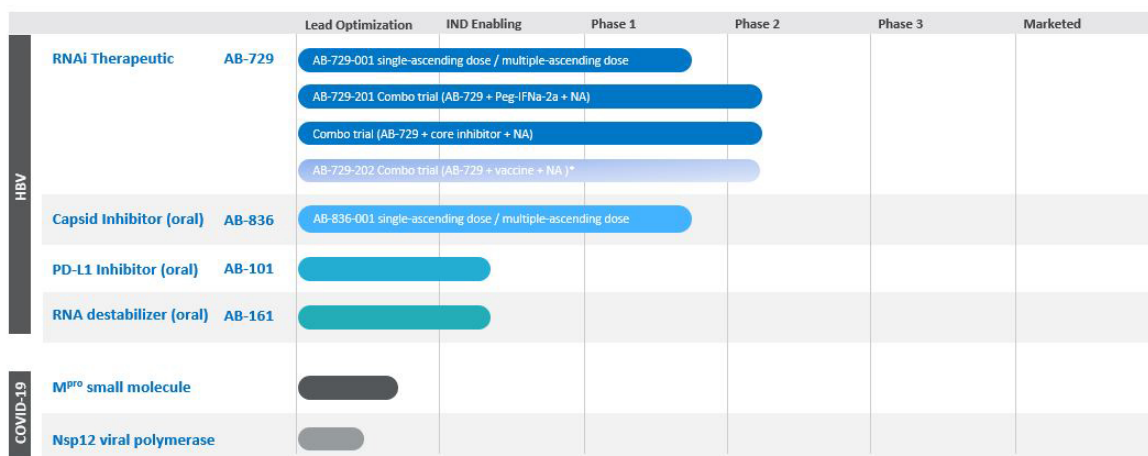 Lead Optimization IND Enabling Phase 1 Phase 2 Phase 3 Marketed
HBV
RNAi Therapeutic AB-729
AB-729-001 single-ascending dose / multiple-ascending dose
AB-729-201 Combo trial (AB-729 + Peg-IFNa-2a + NA)
Combo trial (AB-729 + core inhibitor + NA)
AB-729-202 Combo trial (AB-729 + vaccine + NA )*
Capsid Inhibitor (oral) AB-836
AB-836-001 single-ascending dose / multiple-ascending dose
PD-L1 Inhibitor (oral) AB-101
RNA destabilizer (oral) AB-161
COVID-19
Mᵖʳᵒ small molecule
Nsp12 viral polymerase